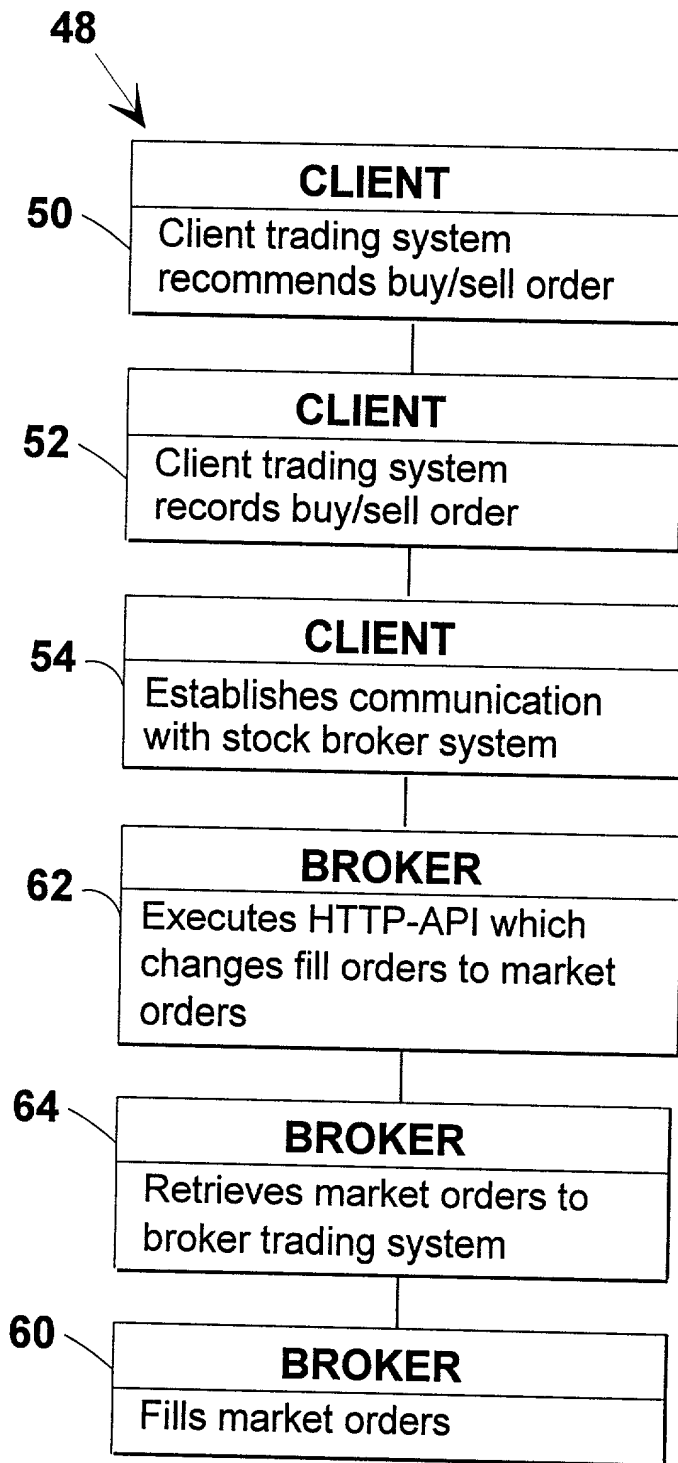 48
CLIENT
50
Client trading system
recommends buy/sell order
CLIENT
52
Client trading system
records buy/sell order
CLIENT
54
Establishes communication
with stock broker system
BROKER
62
Executes HTTP-API which
changes fill orders to market
orders
64
BROKER
Retrieves market orders to
broker trading system
60
BROKER
Fills market orders